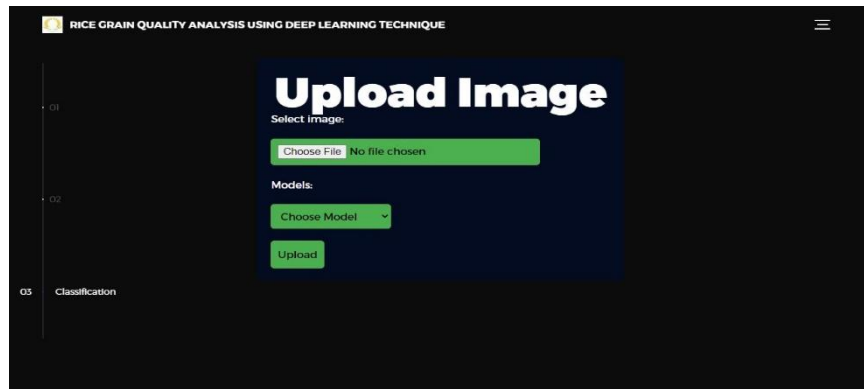 RICE GRAIN QUALITY ANALYSIS USING DEEP LEARNING TECHNIQUE
Upload Image
Select image:
01
Choose File No file chosen
Models:
02
Choose Model
Upload
03 Classification